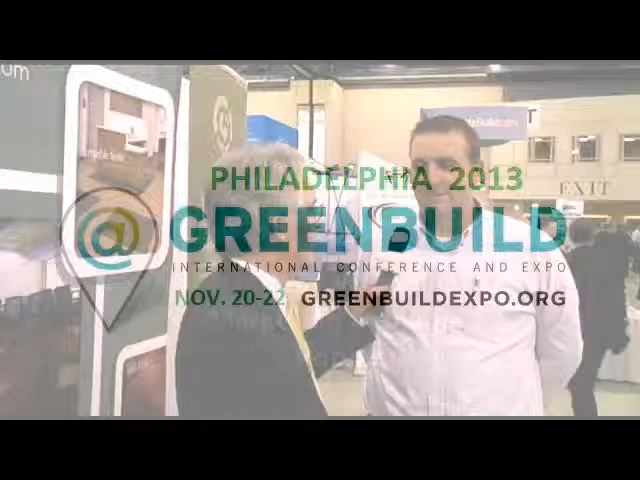 PHILADELPHIA 2013
@ GREENBUILD
INTERNATIONAL CONFERENCE AND EXPO
NOV. 20-22 GREENBUILDEXPO.ORG
EXIT